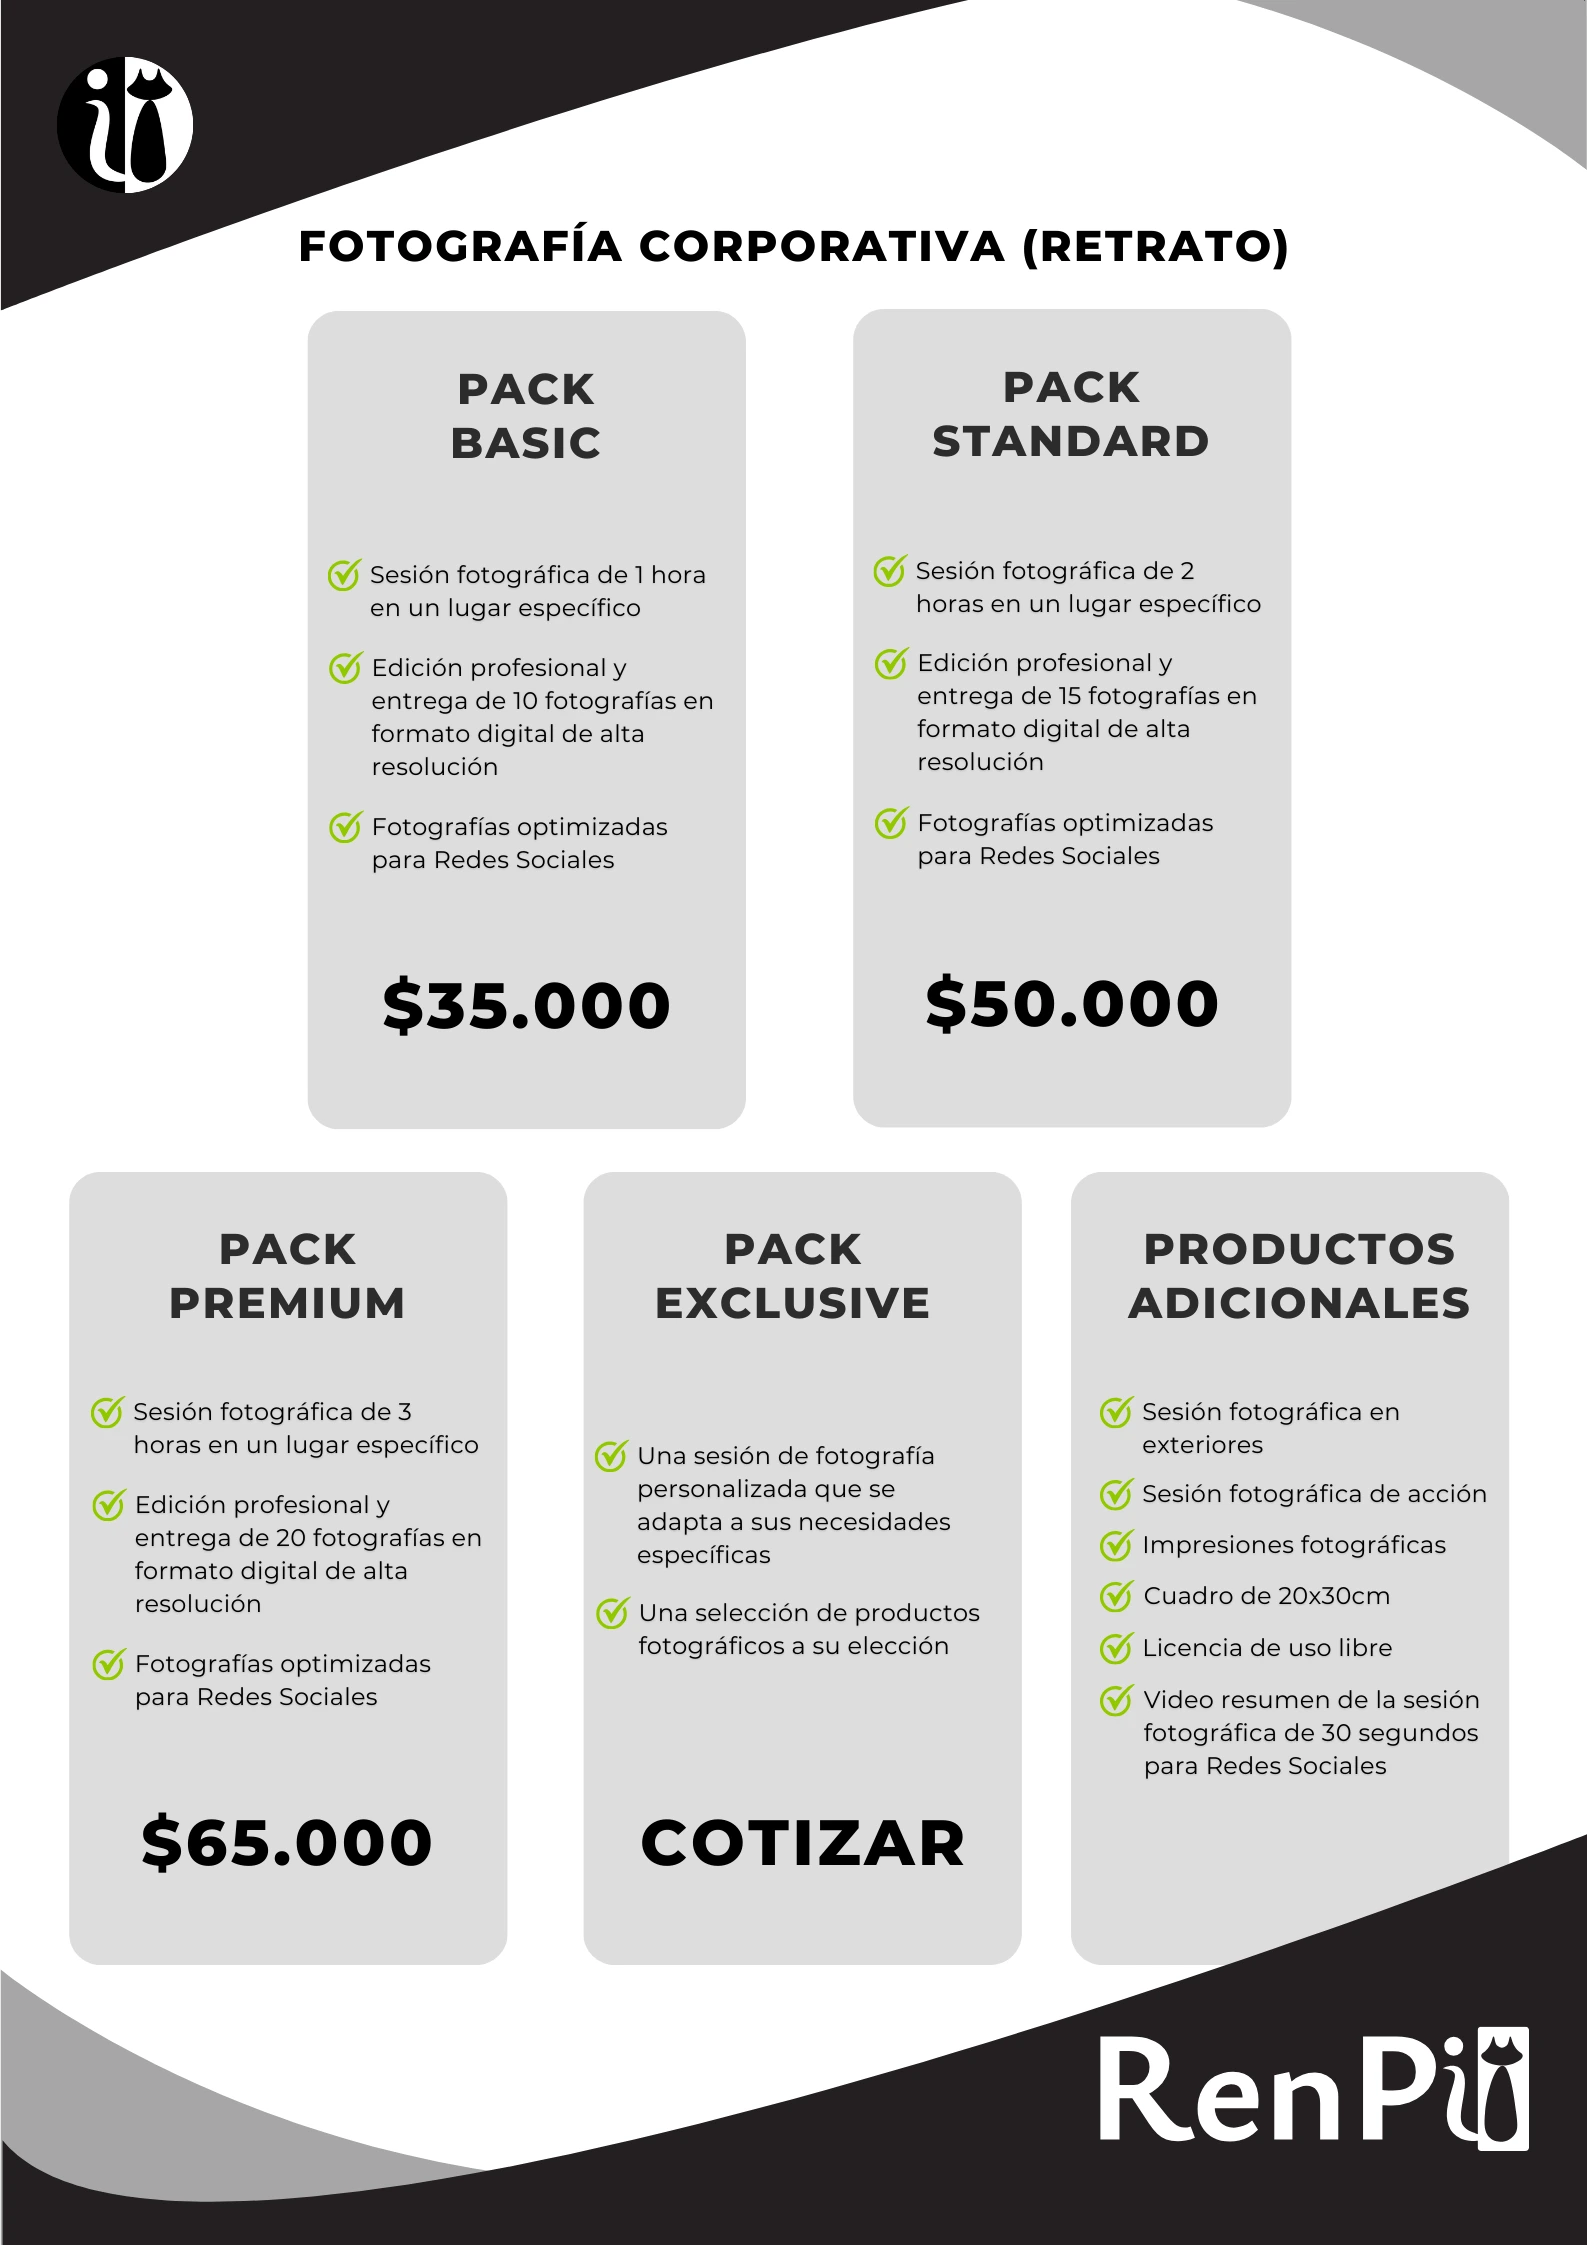 FOTOGRAFÍA CORPORATIVA (RETRATO)
PACK
BASIC
Sesión fotográfica de 1 hora
en un lugar específico
Edición profesional y
entrega de 10 fotografías en
formato digital de alta
resolución
Fotografías optimizadas
para Redes Sociales
$35.000
PACK
STANDARD
Sesión fotográfica de 2
horas en un lugar específico
Edición profesional y
entrega de 15 fotografías en
formato digital de alta
resolución
Fotografías optimizadas
para Redes Sociales
$50.000
PACK
PREMIUM
Sesión fotográfica de 3
horas en un lugar específico
Edición profesional y
entrega de 20 fotografías en
formato digital de alta
resolución
Fotografías optimizadas
para Redes Sociales
$65.000
PACK
EXCLUSIVE
Una sesión de fotografía
personalizada que se
adapta a sus necesidades
específicas
Una selección de productos
fotográficos a su elección
COTIZAR
PRODUCTOS
ADICIONALES
Sesión fotográfica en
exteriores
Sesión fotográfica de acción
Impresiones fotográficas
Cuadro de 20x30cm
Licencia de uso libre
Video resumen de la sesión
fotográfica de 30 segundos
para Redes Sociales
RenPi